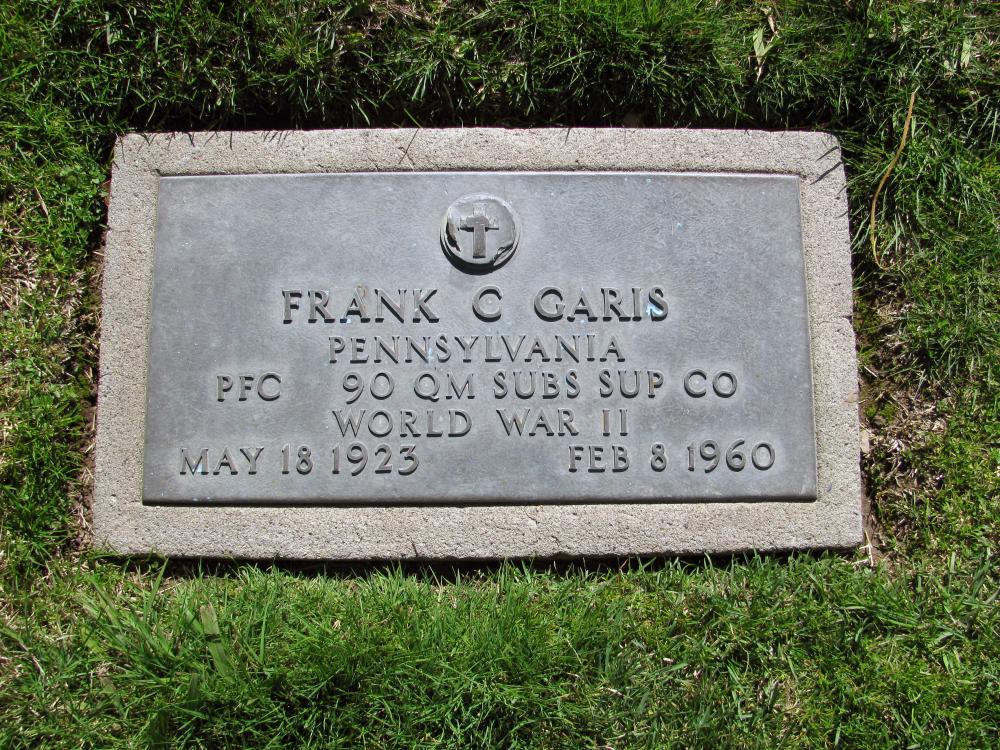 FRANK C GARIS
PENNSYLVANIA
PFC 90 QM SUBS SUP CO
WORLD WAR II
MAY 18 1923 FEB 8 1960